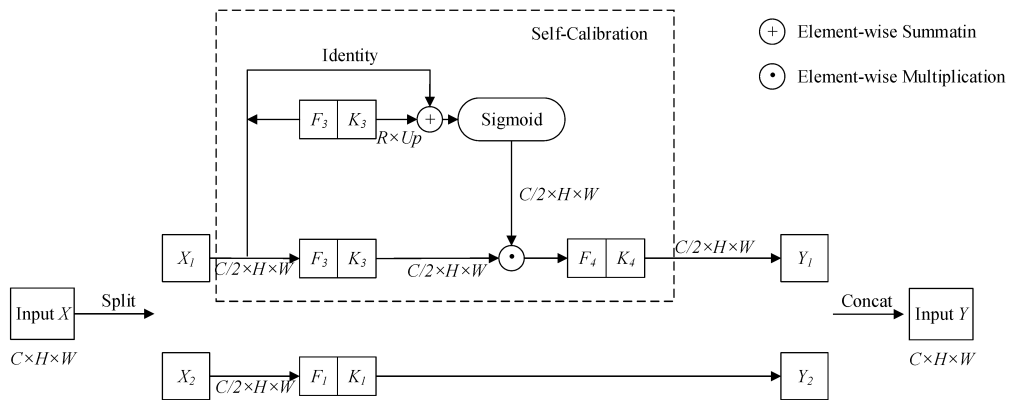 Self-Calibration
+ Element-wise Summatin
Identity
• Element-wise Multiplication
F3 K3
+
Sigmoid
R×Up
C/2×H×W
X1
C/2×H×W
F3 K3
C/2×H×W
•
F4 K4
C/2×H×W
Y1
Input X
Split
Concat
Input Y
C×H×W
C×H×W
X2
C/2×H×W
F1 K1
Y2